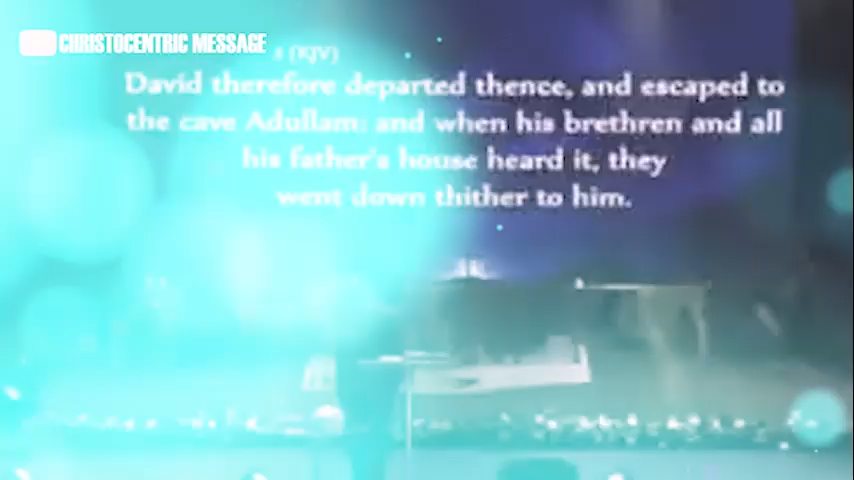 CHRISTOCENTRIC MESSAGE
(KJV)
David therefore departed thence, and escaped to
the cave Adullam: and when his brethren and all
his father's house heard it, they
went down thither to him.